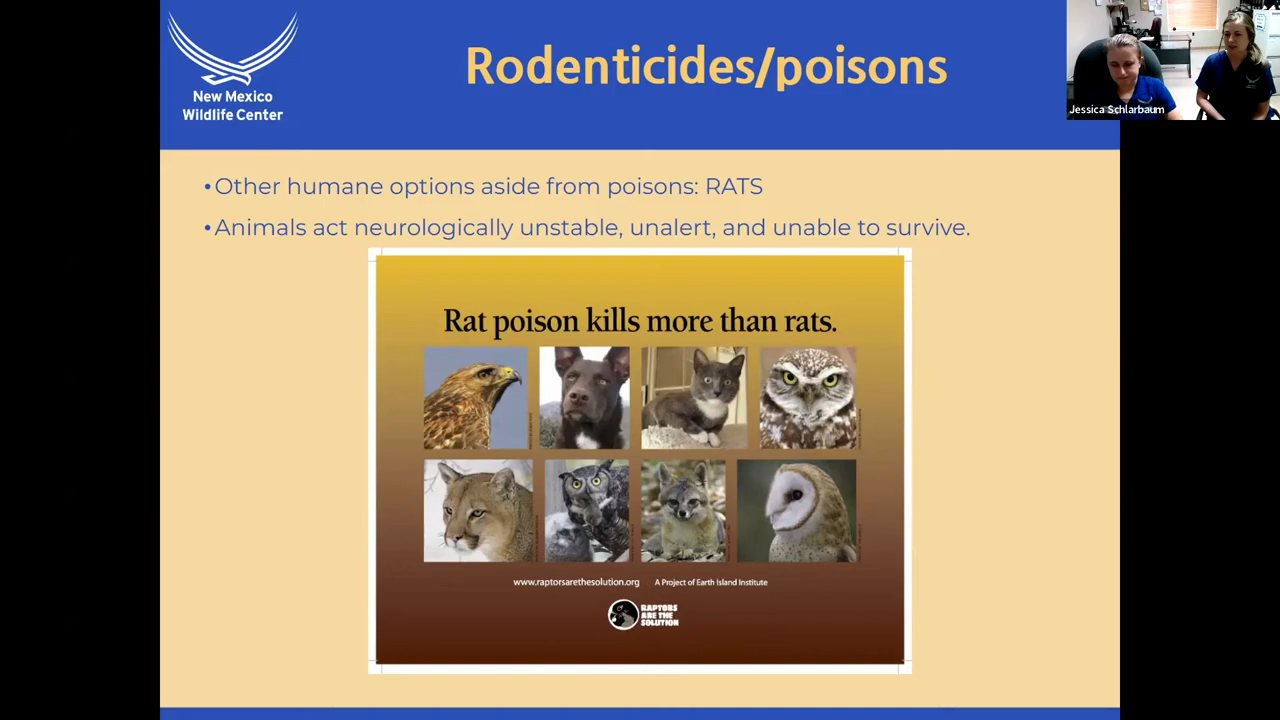 Rodenticides/poisons
New Mexico
Wildlife Center
Jessica Schlarbaum
•Other humane options aside from poisons: RATS
•Animals act neurologically unstable, unalert, and unable to survive.
Rat poison kills more than rats.
www.raptorsarethesolution.org A Project of Earth Island Institute
RAPTORS
ARE THE
SOLUTION